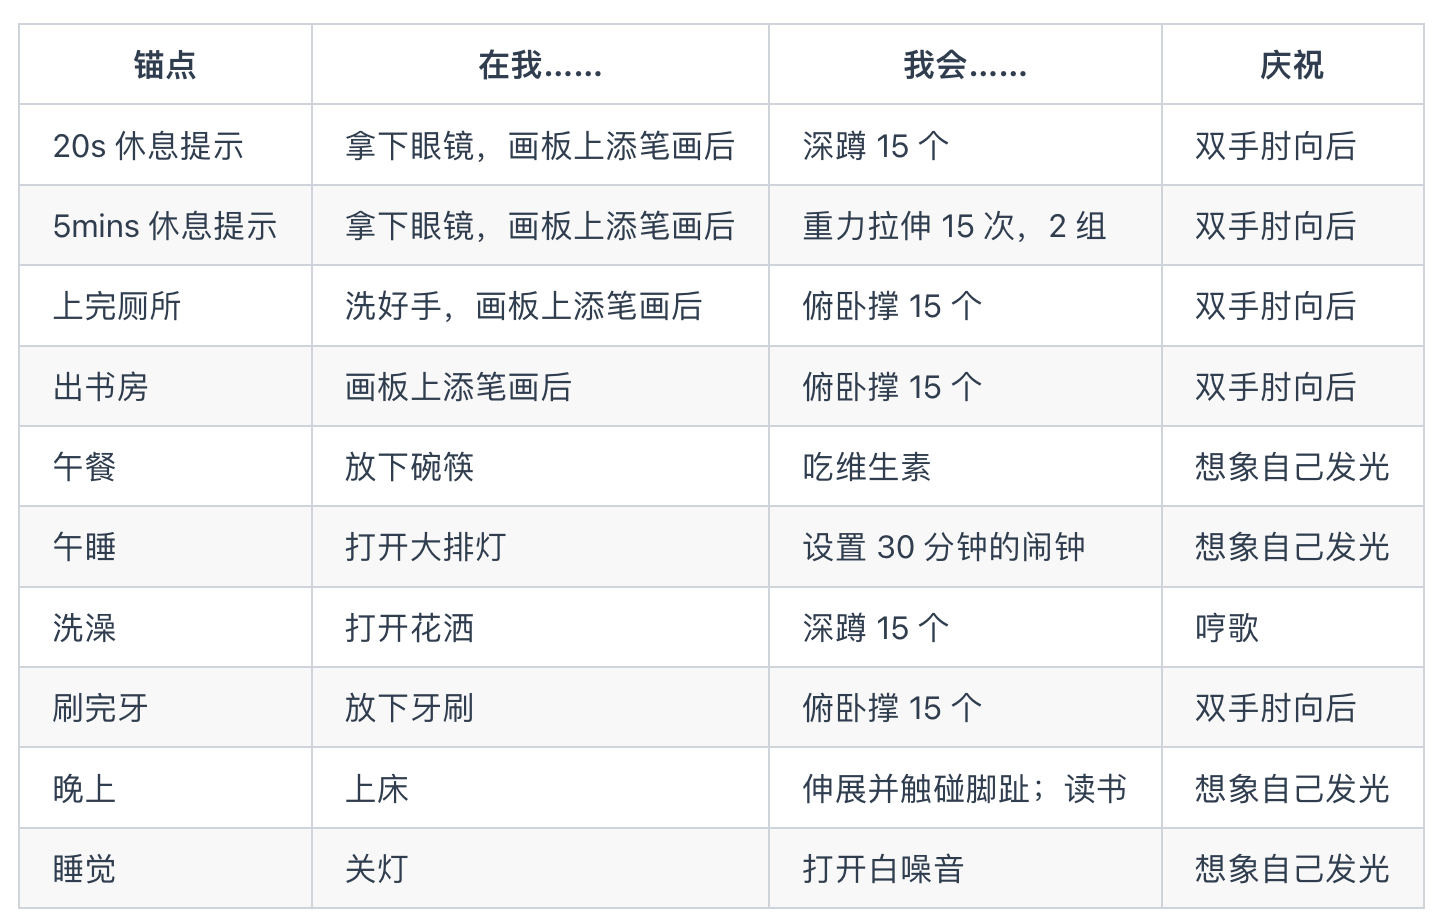 锚点 在我…… 我会…… 庆祝
20s 休息提示 拿下眼镜，画板上添笔画后 深蹲 15 个 双手肘向后
5mins 休息提示 拿下眼镜，画板上添笔画后 重力拉伸 15 次，2 组 双手肘向后
上完厕所 洗好手，画板上添笔画后 俯卧撑 15 个 双手肘向后
出书房 画板上添笔画后 俯卧撑 15 个 双手肘向后
午餐 放下碗筷 吃维生素 想象自己发光
午睡 打开大排灯 设置 30 分钟的闹钟 想象自己发光
洗澡 打开花洒 深蹲 15 个 哼歌
刷完牙 放下牙刷 俯卧撑 15 个 双手肘向后
晚上 上床 伸展并触碰脚趾；读书 想象自己发光
睡觉 关灯 打开白噪音 想象自己发光